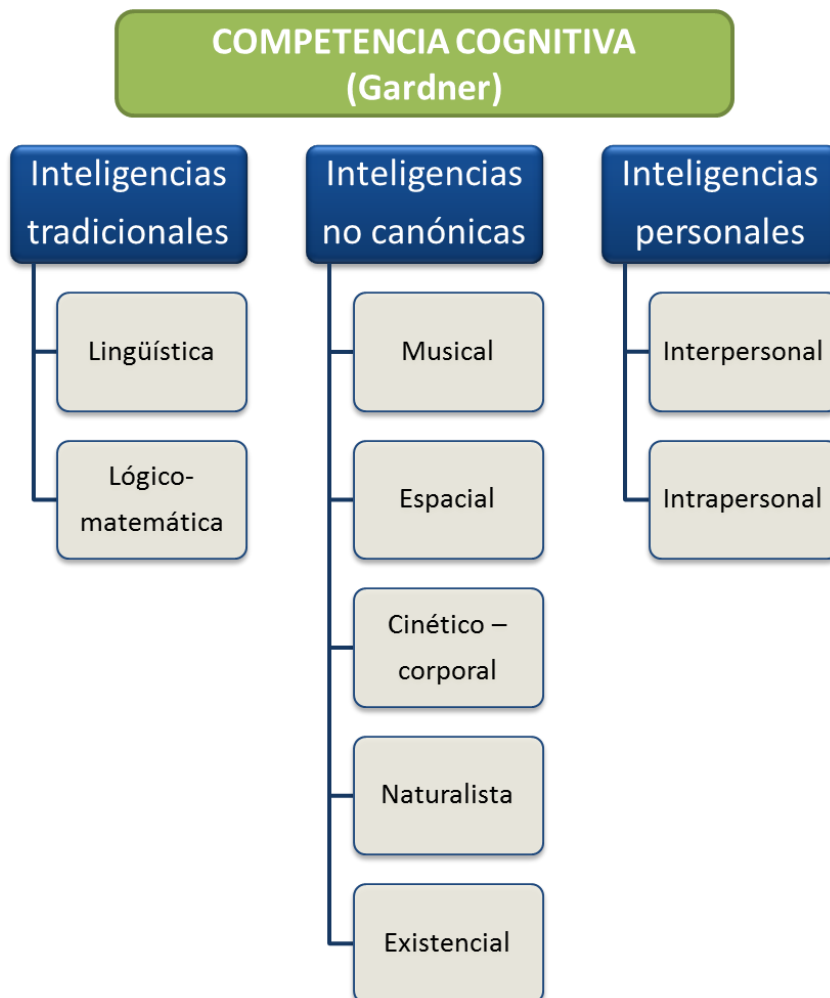 COMPETENCIA COGNITIVA
(Gardner)
Inteligencias
tradicionales
Lingüística
Lógico-
matemática
Inteligencias
no canónicas
Musical
Espacial
Cinético –
corporal
Naturalista
Existencial
Inteligencias
personales
Interpersonal
Intrapersonal